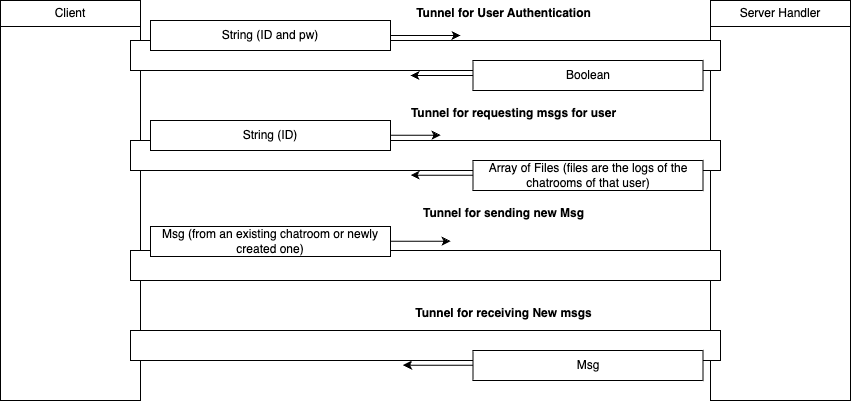 Client
Tunnel for User Authentication
Server Handler
String (ID and pw)
Boolean
Tunnel for requesting msgs for user
String (ID)
Array of Files (files are the logs of the
chatrooms of that user)
Tunnel for sending new Msg
Msg (from an existing chatroom or newly
created one)
Tunnel for receiving New msgs
Msg